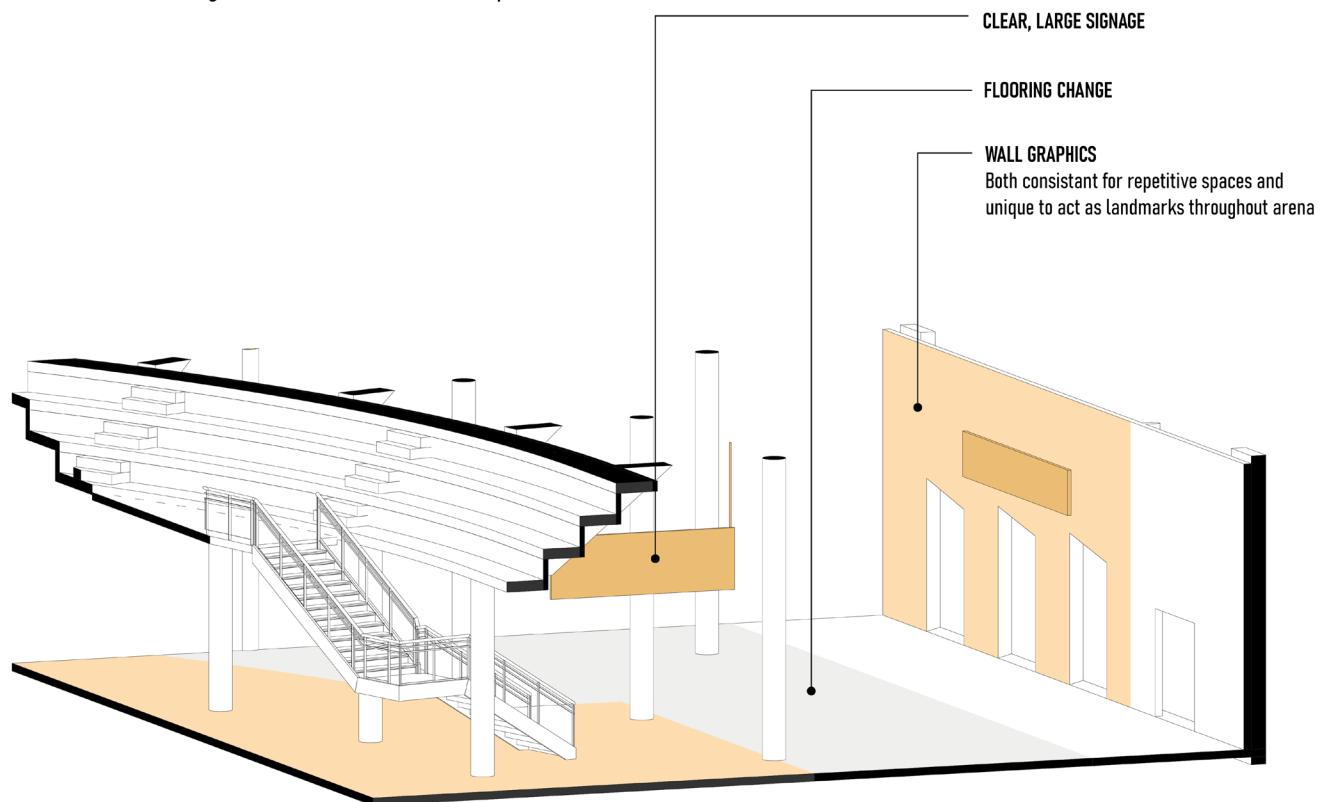 CLEAR, LARGE SIGNAGE
FLOORING CHANGE
WALL GRAPHICS
Both consistant for repetitive spaces and
unique to act as landmarks throughout arena